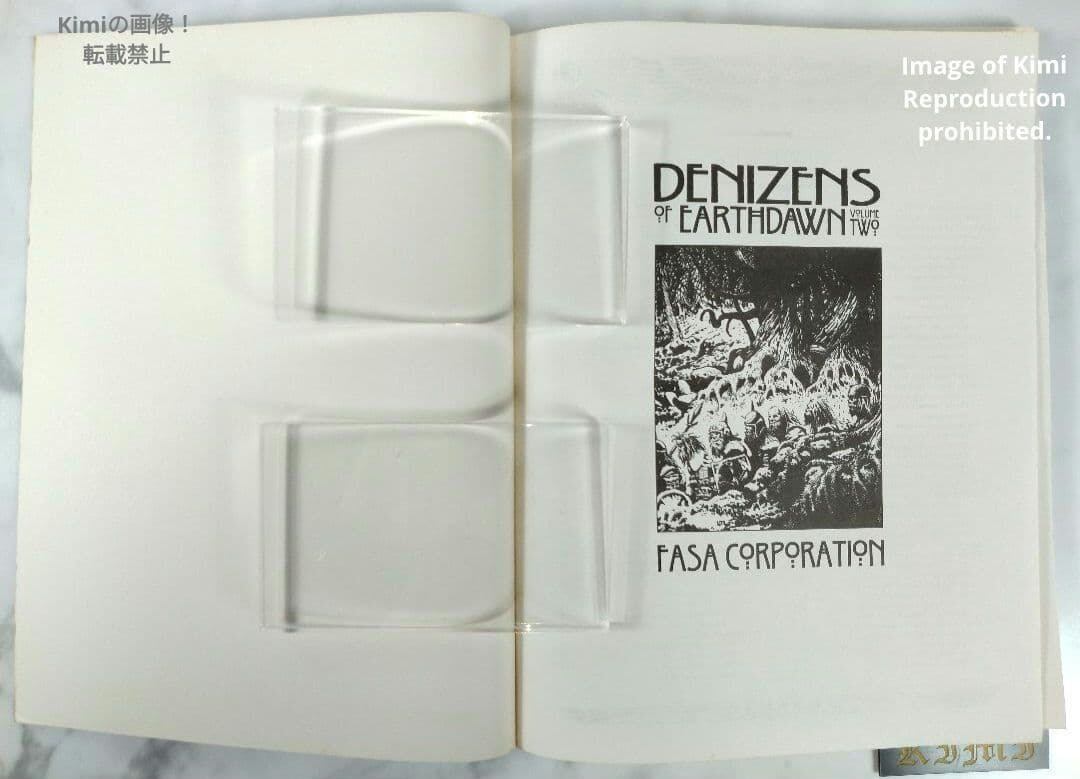 Kimiの画像！
転載禁止
Image of Kimi
Reproduction
prohibited.
DENIZENS
OF EARTHDAWN VOLUME TWO
FASA CORPORATION
KIMI